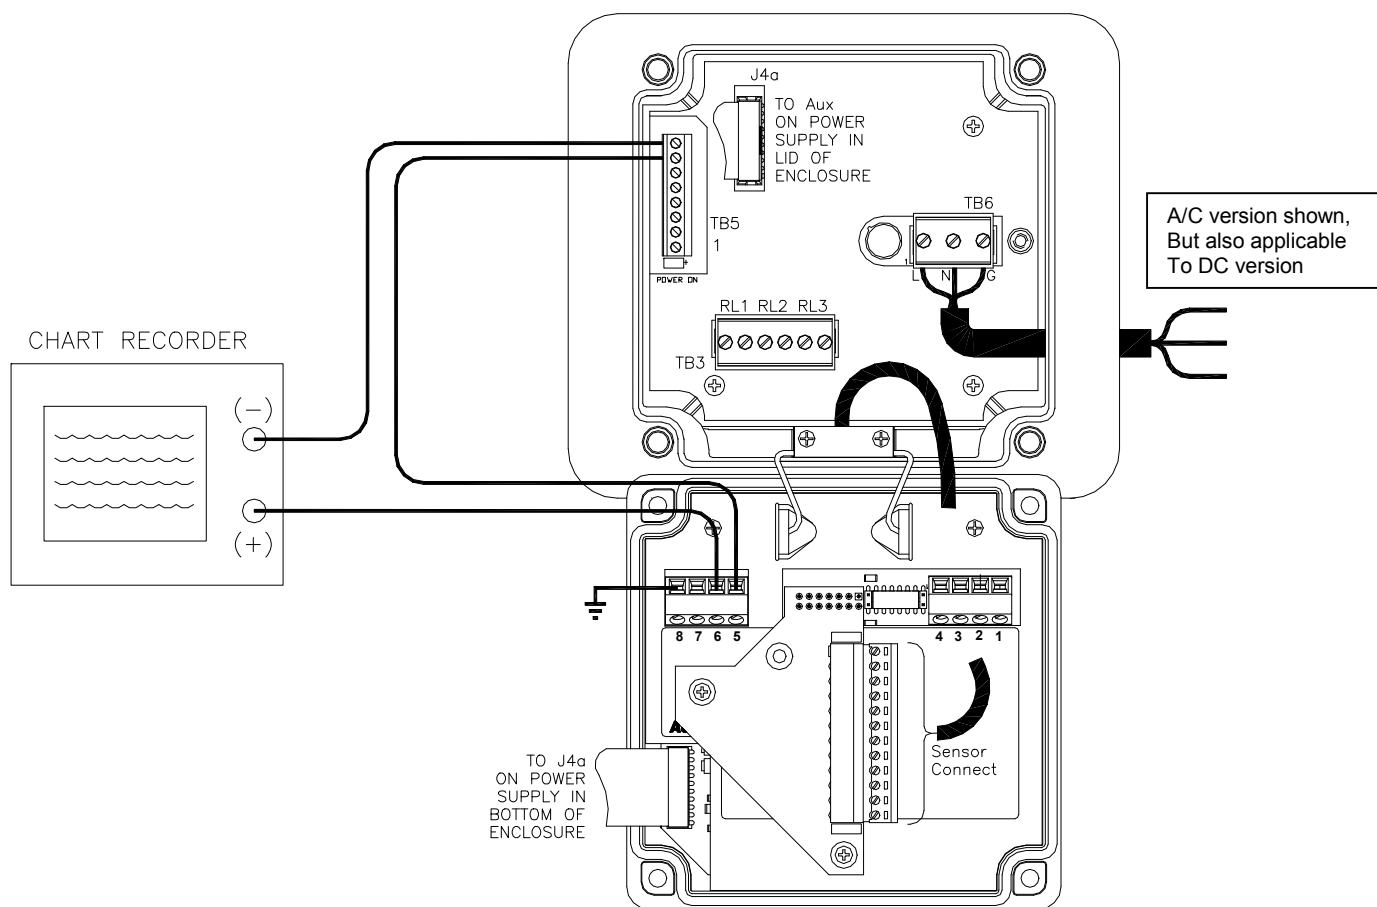 J4a
TO Aux
ON POWER
SUPPLY IN
LID OF
ENCLOSURE
TB5
1
+
POWER ON
TB6
1
L N G
RL1 RL2 RL3
TB3
A/C version shown,
But also applicable
To DC version
CHART RECORDER
(-)
(+)
8 7 6 5
4 3 2 1
Sensor
Connect
TO J4a
ON POWER
SUPPLY IN
BOTTOM OF
ENCLOSURE